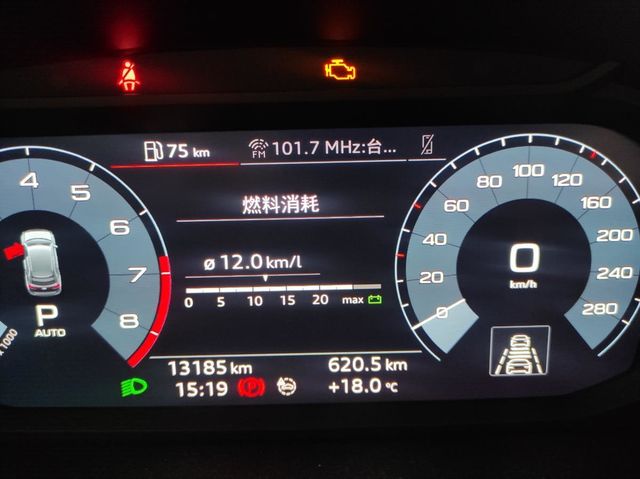 75 km
FM 101.7 MHz:台...
燃料消耗
ø 12.0 km/l
0 5 10 15 20 max
4 5 6 7 8
x 1000
P
AUTO
0 20 40 60 80 100 120 160 200 240 280
0
km/h
13185 km 620.5 km
15:19 (P) +18.0 °C